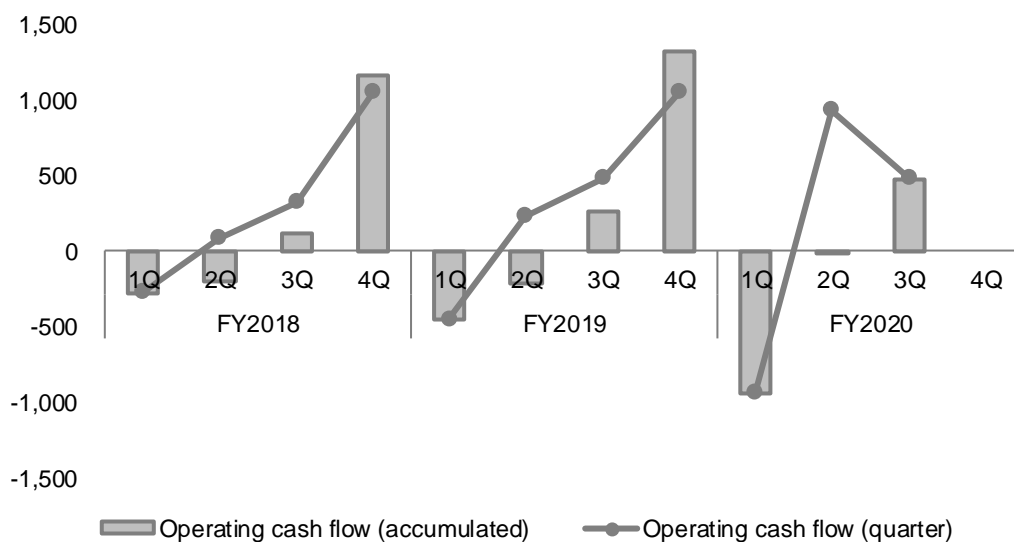 1,500
1,000
500
0
-500
-1,000
-1,500
1Q 2Q 3Q 4Q 1Q 2Q 3Q 4Q 1Q 2Q 3Q 4Q
FY2018 FY2019 FY2020
Operating cash flow (accumulated) Operating cash flow (quarter)